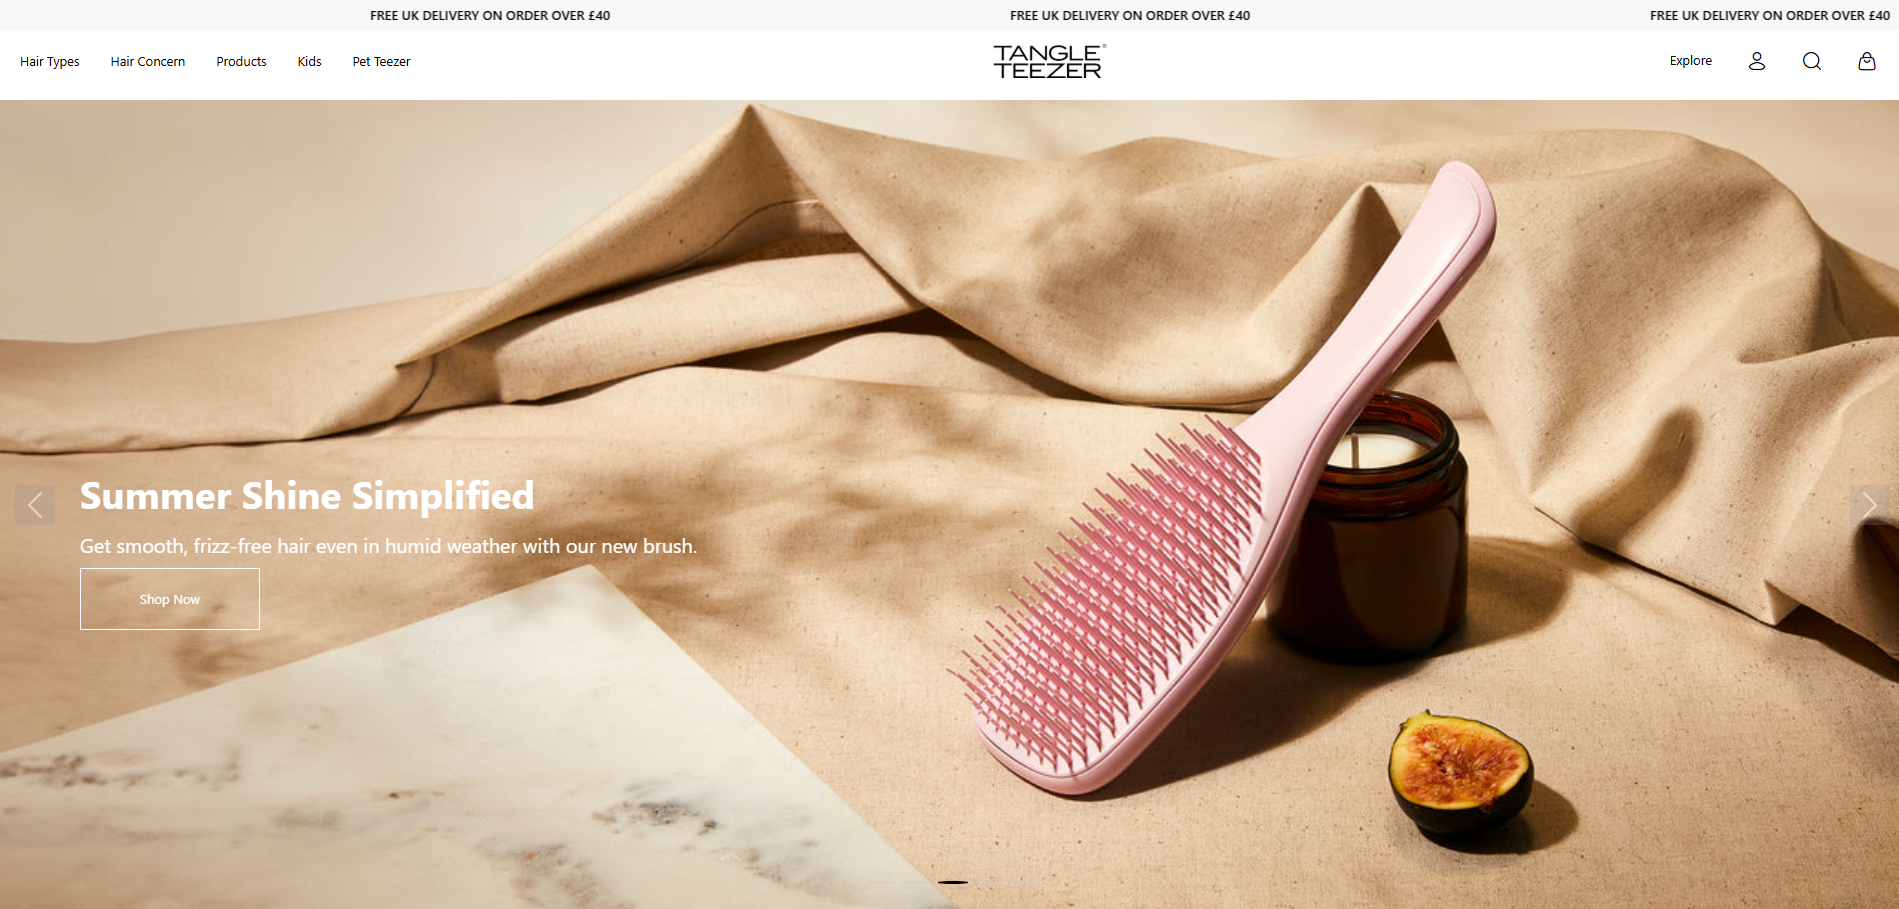 FREE UK DELIVERY ON ORDER OVER £40
FREE UK DELIVERY ON ORDER OVER £40
FREE UK DELIVERY ON ORDER OVER £40
Hair Types
Hair Concern
Products
Kids
Pet Teezer
TANGLE
TEEZER®
Explore
Summer Shine Simplified
Get smooth, frizz-free hair even in humid weather with our new brush.
Shop Now